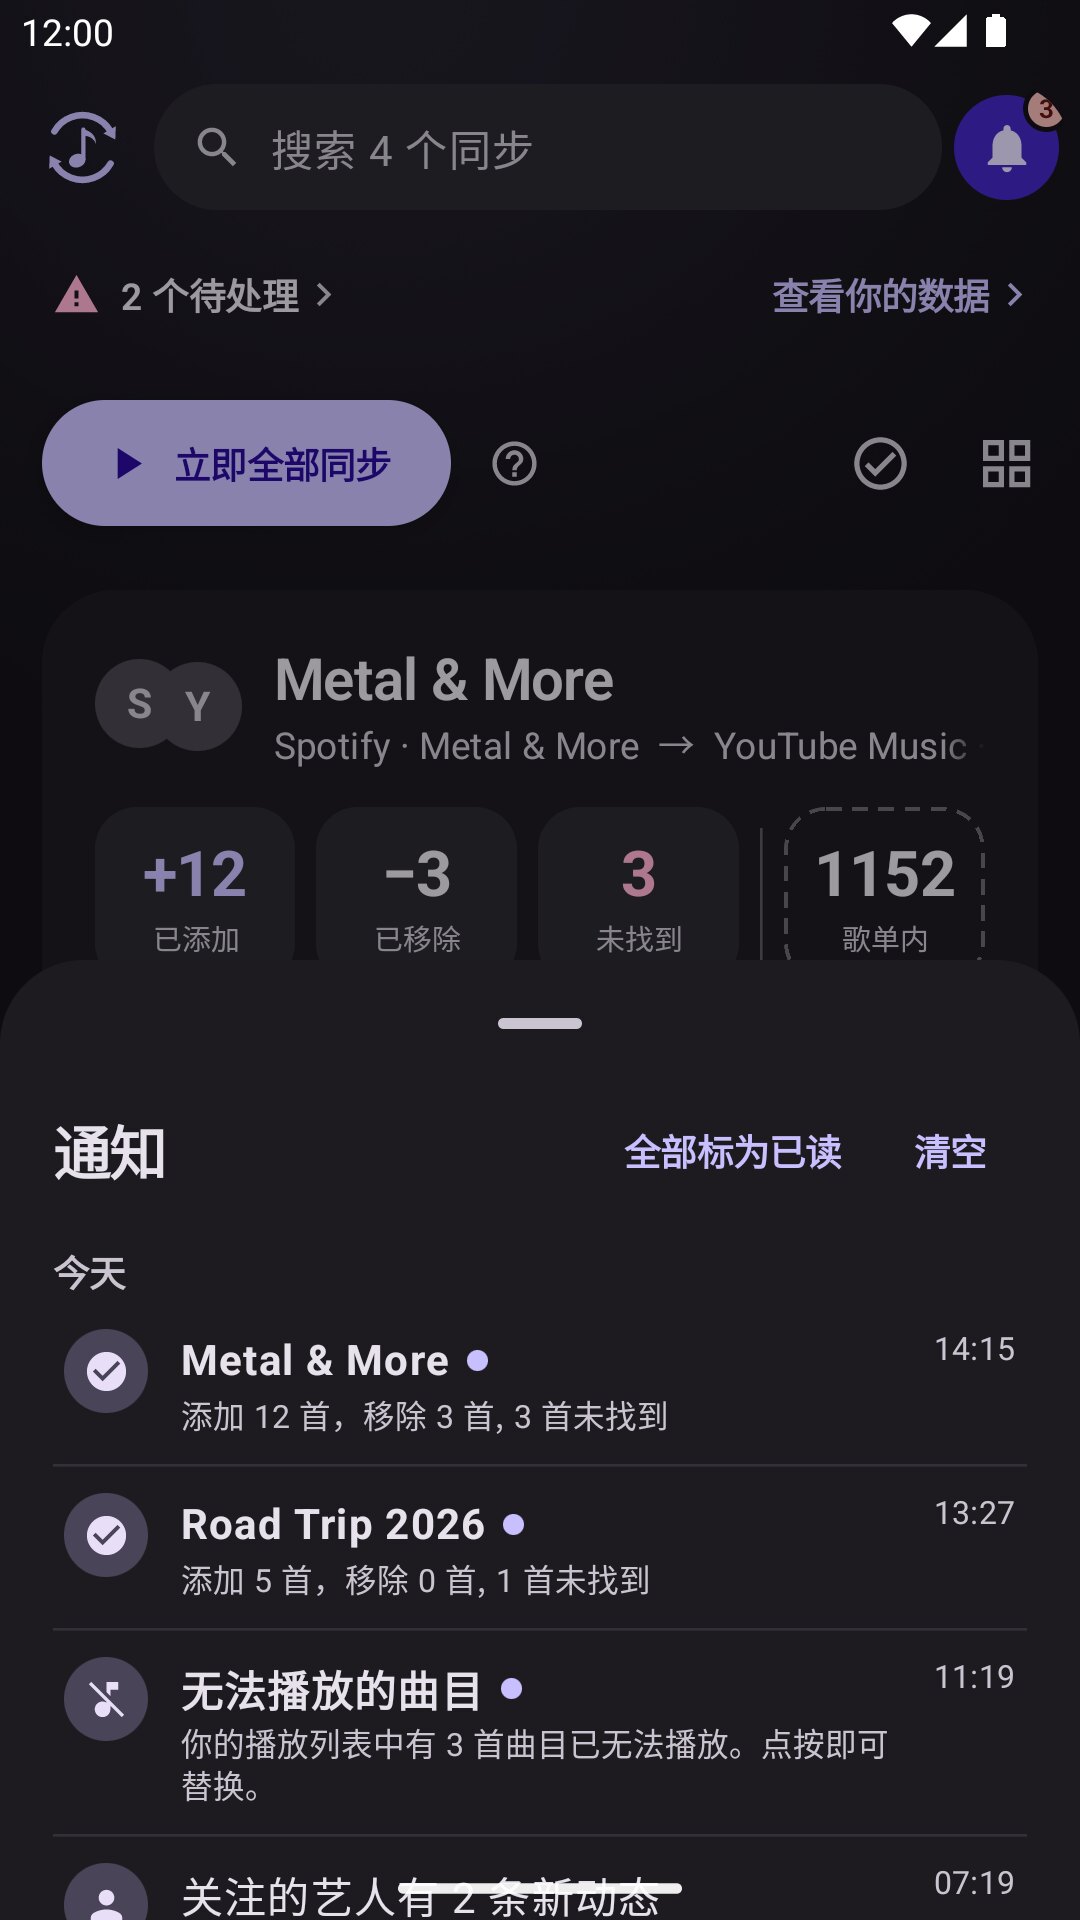 12:00
搜索 4 个同步
3
2 个待处理
查看你的数据
立即全部同步
S Y
Metal & More
Spotify · Metal & More → YouTube Music
+12
已添加
−3
已移除
3
未找到
1152
歌单内
通知
全部标为已读
清空
今天
Metal & More
14:15
添加 12 首，移除 3 首, 3 首未找到
Road Trip 2026
13:27
添加 5 首，移除 0 首, 1 首未找到
无法播放的曲目
11:19
你的播放列表中有 3 首曲目已无法播放。点按即可
替换。
关注的艺人有 2 条新动态
07:19